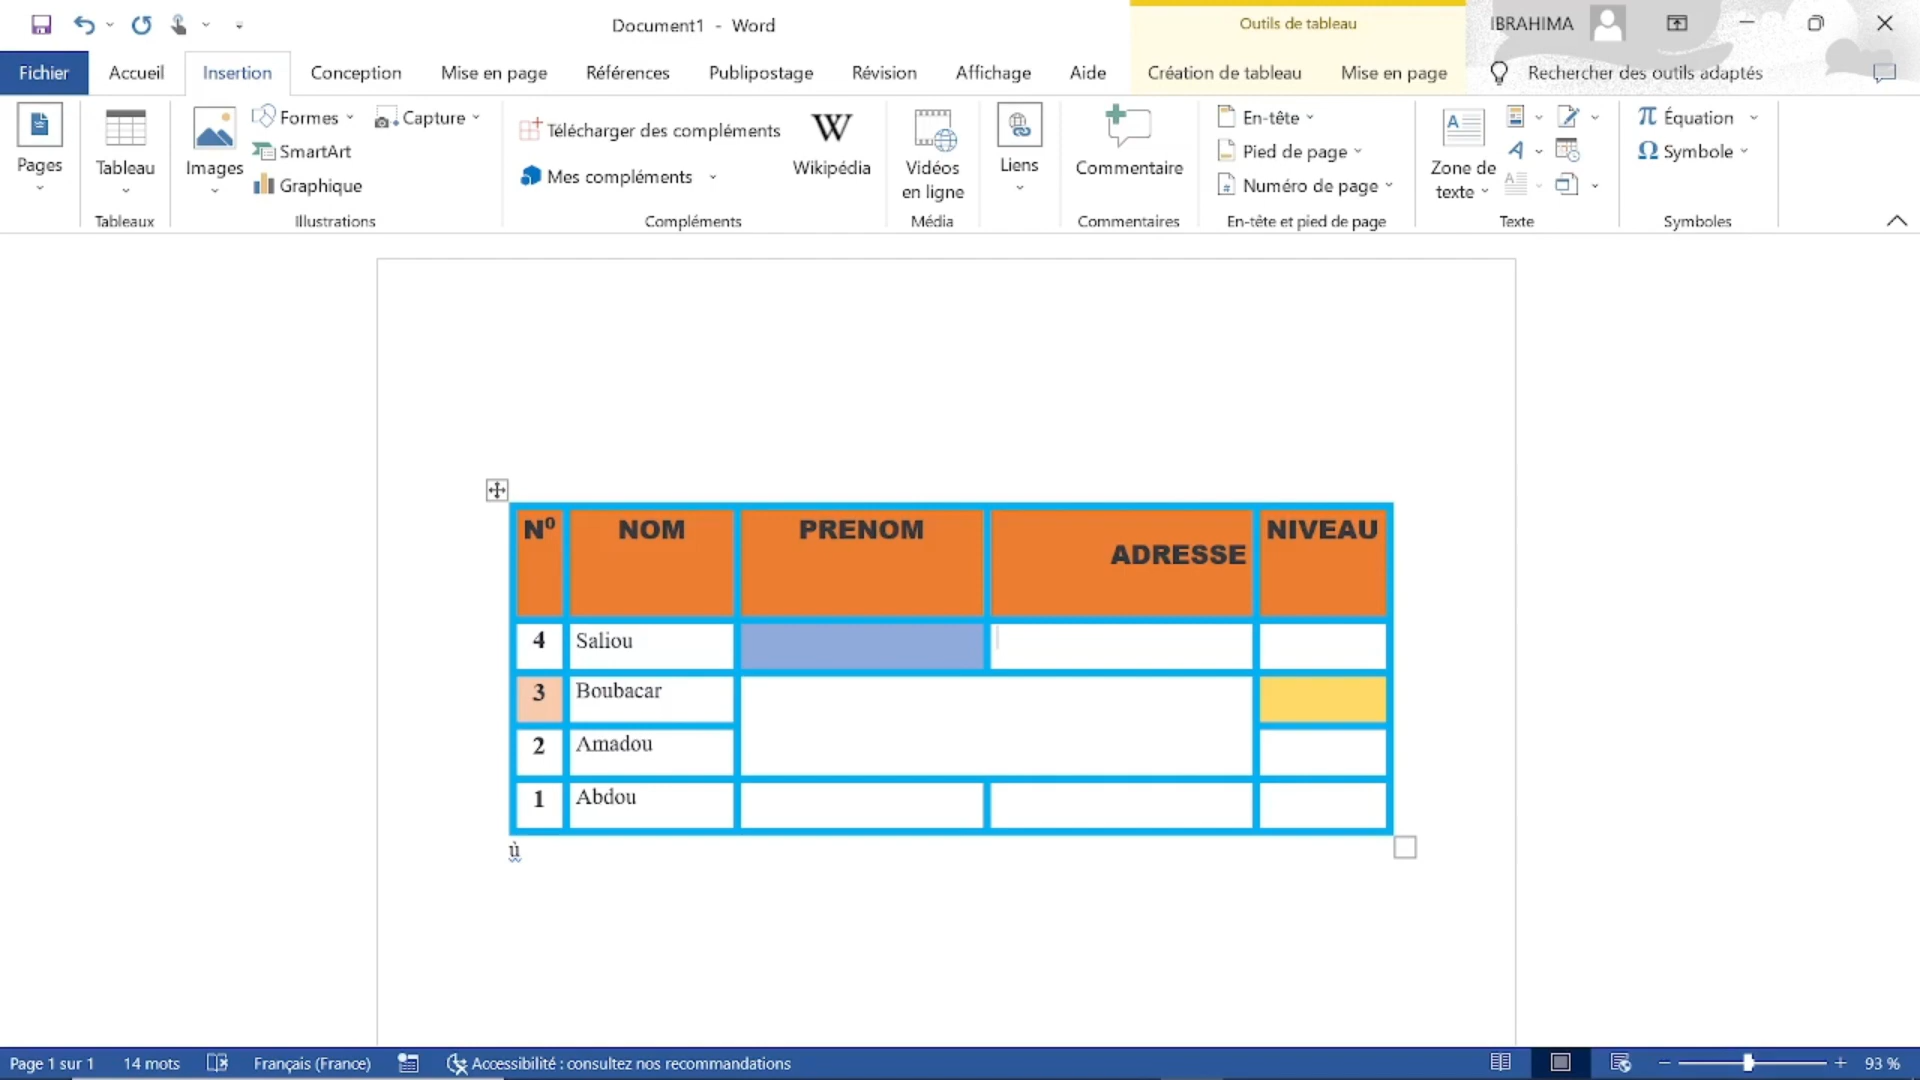 Document1 - Word
Outils de tableau
IBRAHIMA
Fichier
Accueil
Insertion
Conception
Mise en page
Références
Publipostage
Révision
Affichage
Aide
Création de tableau
Mise en page
Rechercher des outils adaptés
Pages
Tableau
Tableaux
Images
Formes
SmartArt
Graphique
Capture
Illustrations
Télécharger des compléments
Mes compléments
Wikipédia
Compléments
Vidéos
en ligne
Média
Liens
Commentaire
Commentaires
En-tête
Pied de page
Numéro de page
En-tête et pied de page
Zone de
texte
Texte
Équation
Symbole
Symboles
N⁰ NOM PRENOM ADRESSE NIVEAU
4 Saliou
3 Boubacar
2 Amadou
1 Abdou
ù
Page 1 sur 1
14 mots
Français (France)
Accessibilité : consultez nos recommandations
93 %